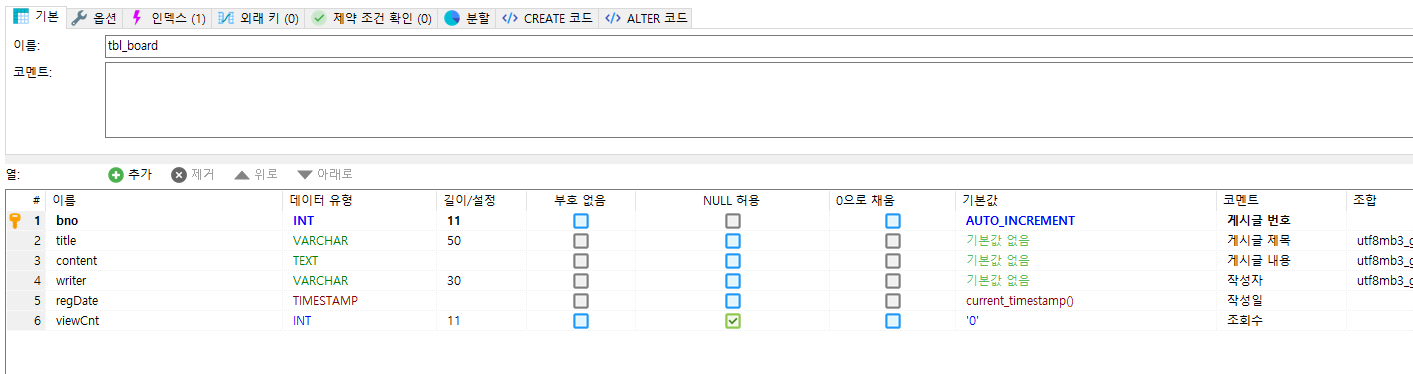 기본 옵션 인덱스 (1) 외래 키 (0) 제약 조건 확인 (0) 분할 </> CREATE 코드 </> ALTER 코드
이름: tbl_board
코멘트:
열: 추가 제거 위로 아래로
# 이름 데이터 유형 길이/설정 부호 없음 NULL 허용 0으로 채움 기본값 코멘트 조합
1 bno INT 11 AUTO_INCREMENT 게시글 번호
2 title VARCHAR 50 기본값 없음 게시글 제목 utf8mb3_g
3 content TEXT 기본값 없음 게시글 내용 utf8mb3_g
4 writer VARCHAR 30 기본값 없음 작성자 utf8mb3_g
5 regDate TIMESTAMP current_timestamp() 작성일
6 viewCnt INT 11 '0' 조회수